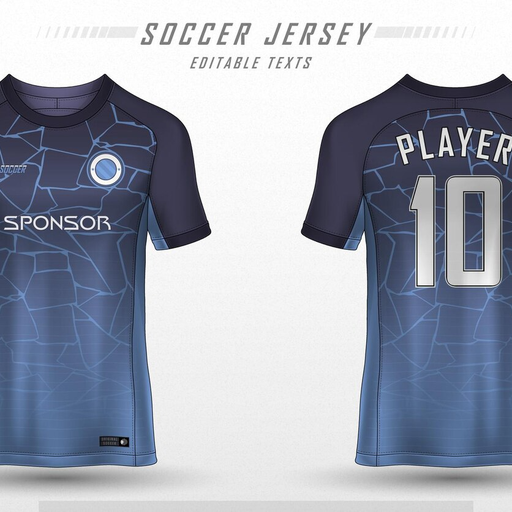 SOCCER JERSEY
EDITABLE TEXTS
SOCCER
SPONSOR
PLAYER
10